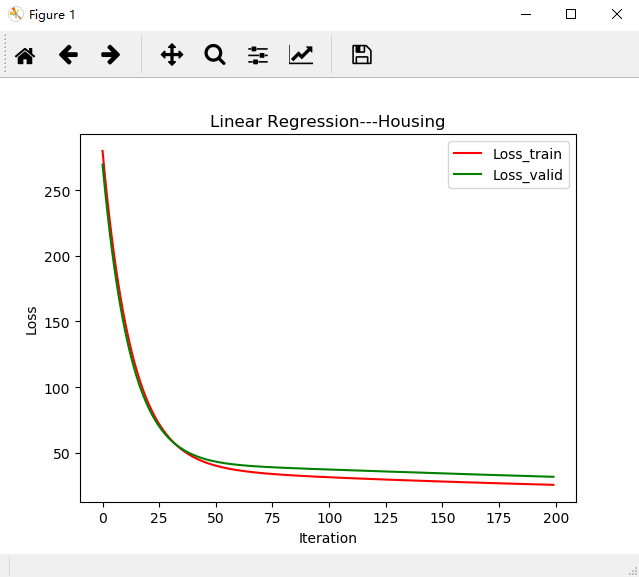 Figure 1
Linear Regression---Housing
Loss_train
Loss_valid
250
200
150
100
50
Loss
0 25 50 75 100 125 150 175 200
Iteration